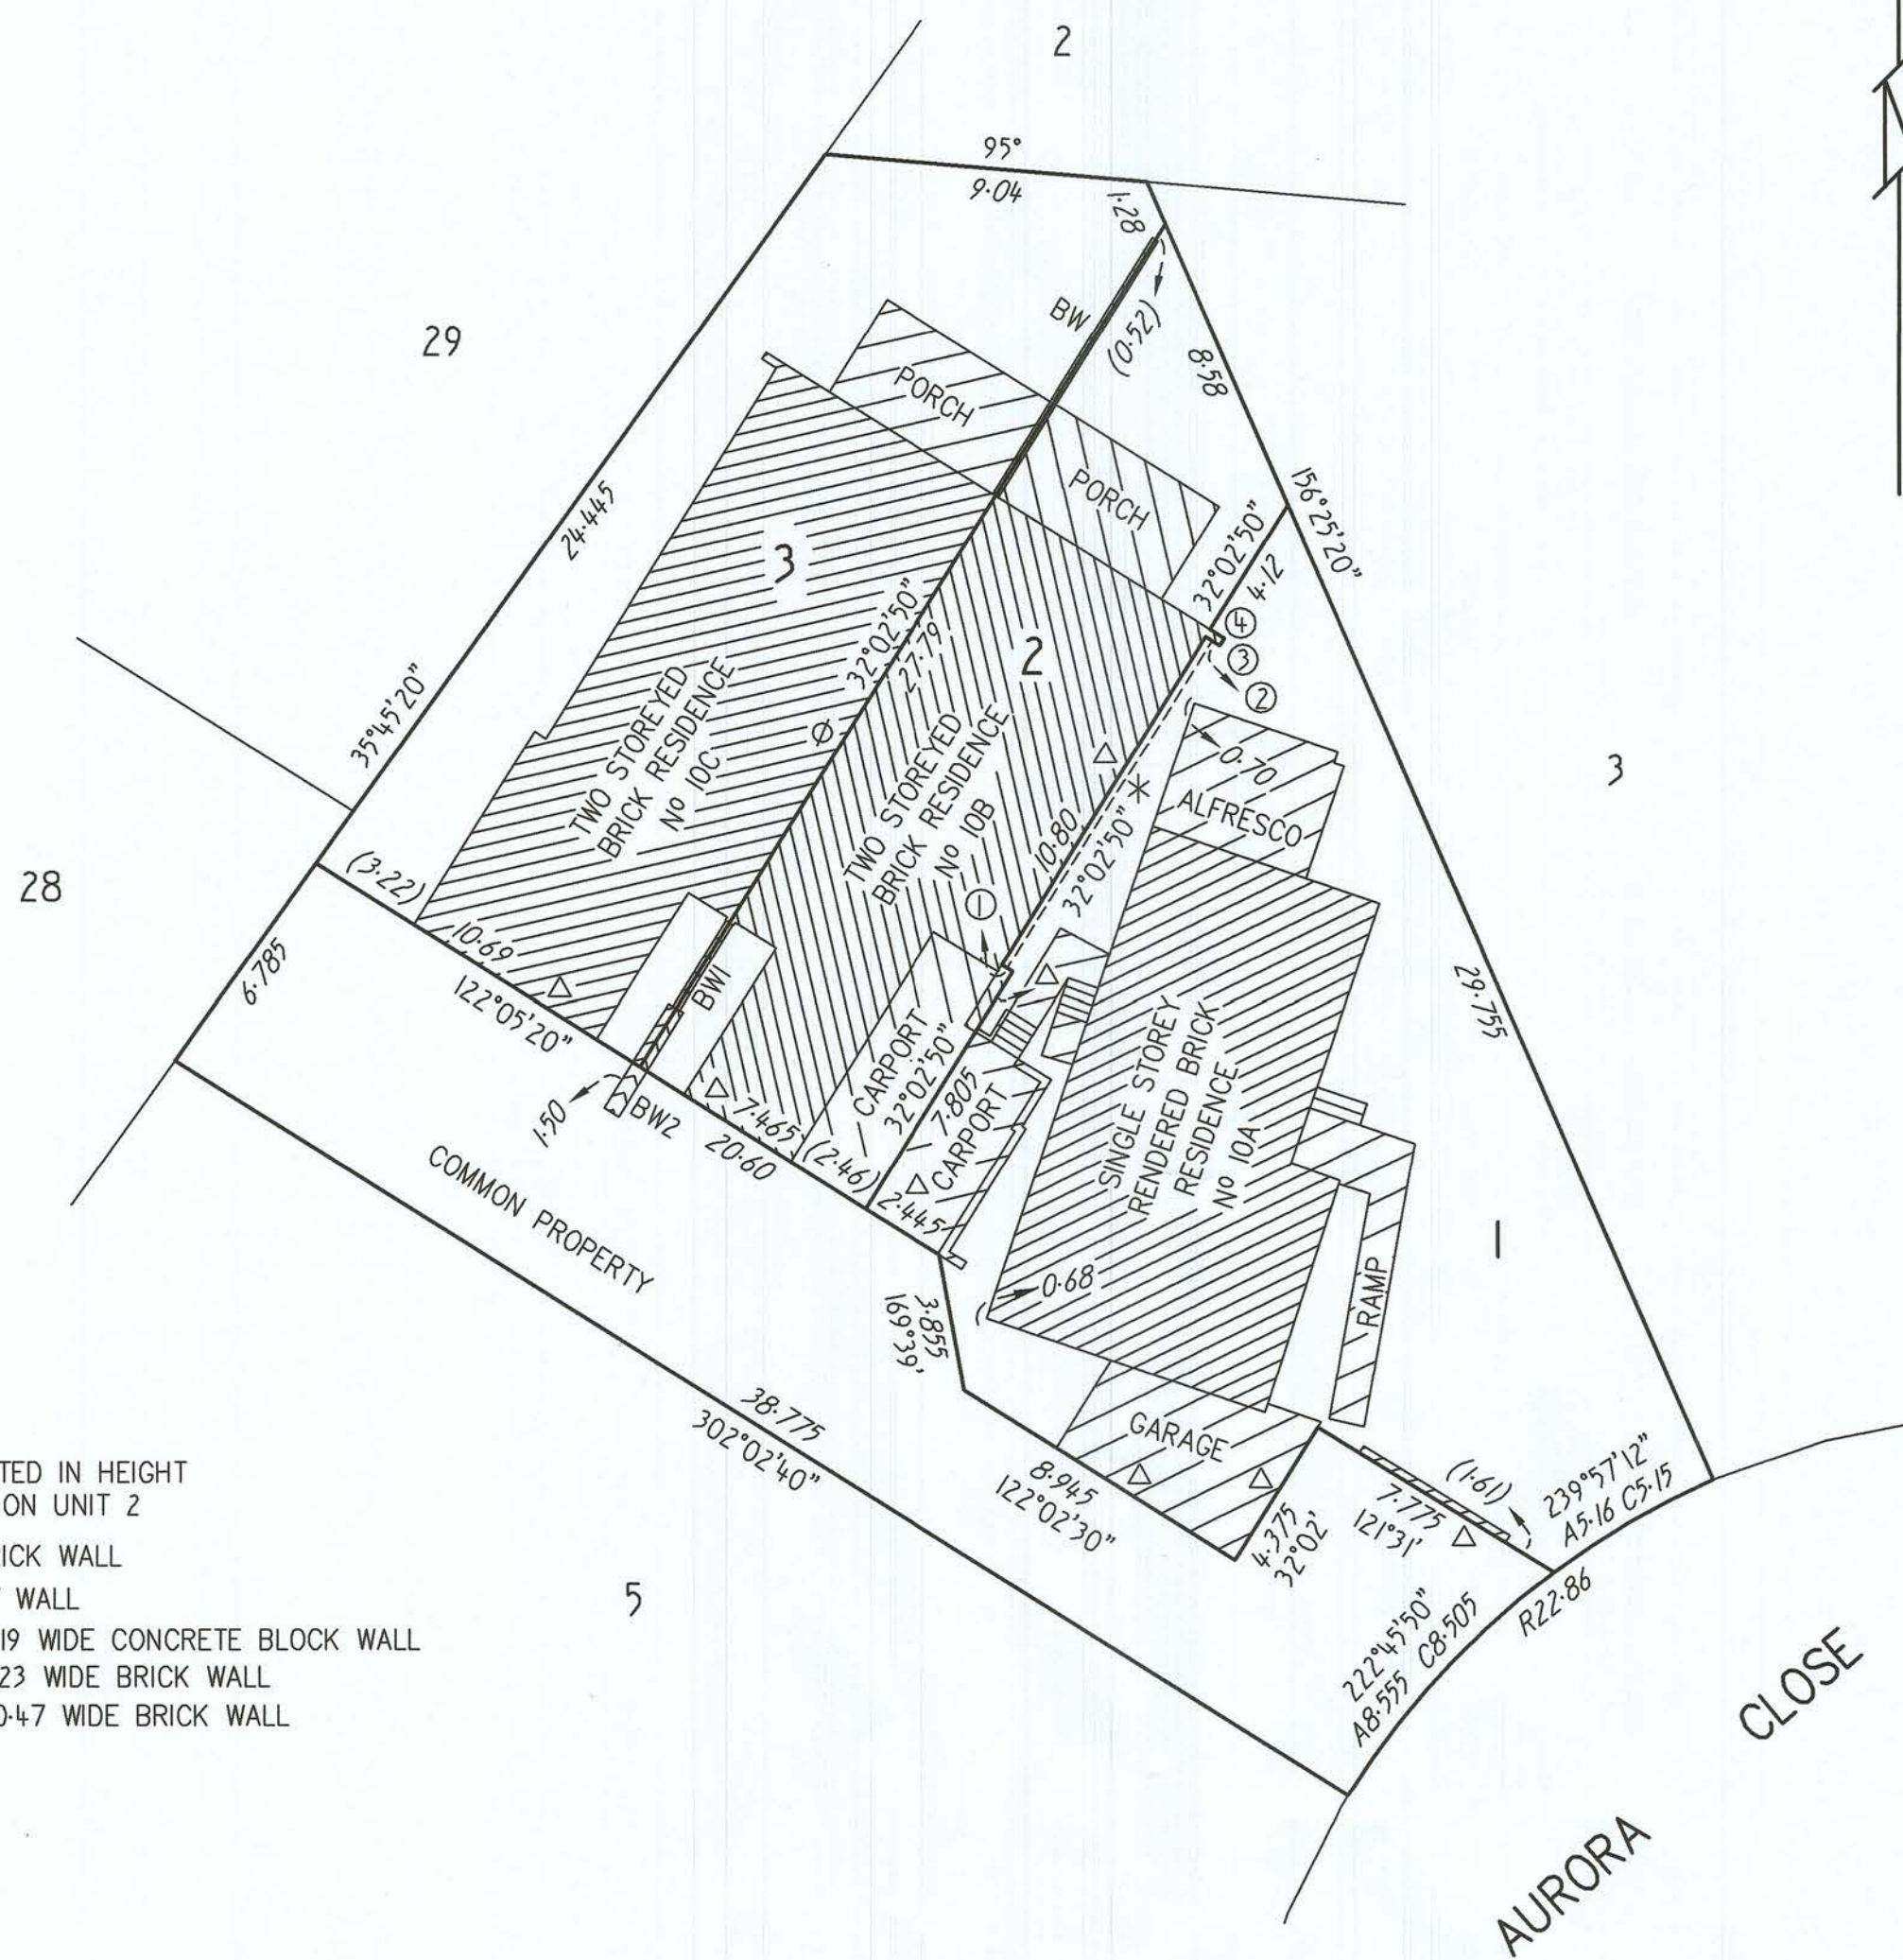 2
95°
9·04
1·28
29
BW
(0·52)
8·58
PORCH
PORCH
156°25'20"
24·445
3
32°02'50"
4·12
32°02'50"
27·79
2
④
③
②
35°45'20"
TWO STOREYED
BRICK RESIDENCE
Nº 10C
Ø
TWO STOREYED
BRICK RESIDENCE
Nº 10B
0·70
ALFRESCO
3
10·80
32°02'50"
①
28
(3·22)
10·69
122°05'20"
6·785
BW1
CARPORT
32°02'50"
7·805
CARPORT
SINGLE STOREY
RENDERED BRICK
RESIDENCE
Nº 10A
29·755
1·50
BW2
7·465
(2·46)
20·60
2·445
COMMON PROPERTY
1
RAMP
0·68
3·855
169°39'
38·775
302°02'40"
GARAGE
8·945
122°02'30"
4·375
32°02'
(1·61)
7·775
121°31'
239°57'12"
A5·16 C5·15
222°45'50"
A8·555 C8·505
R22·86
TED IN HEIGHT
ON UNIT 2
ICK WALL
WALL
19 WIDE CONCRETE BLOCK WALL
23 WIDE BRICK WALL
0·47 WIDE BRICK WALL
5
CLOSE
AURORA